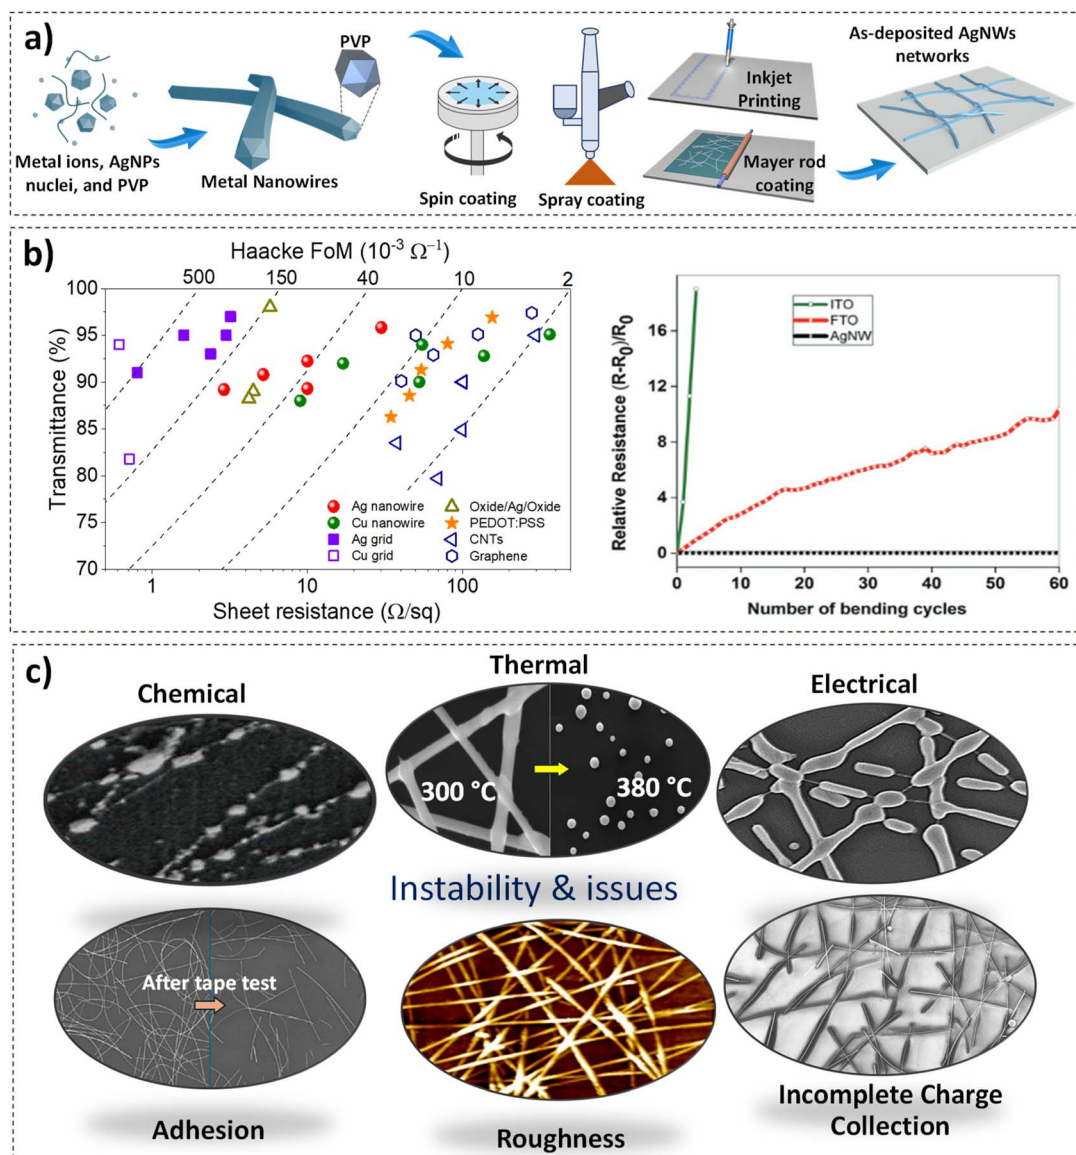 a)
PVP
As-deposited AgNWs
networks
Inkjet
Printing
Metal ions, AgNPs
nuclei, and PVP
Metal Nanowires
Spin coating
Spray coating
Mayer rod
coating
b)
Haacke FoM (10⁻³ Ω⁻¹)
500 150 40 10 2
Transmittance (%)
100
95
90
85
80
75
70
Ag nanowire
Cu nanowire
Ag grid
Cu grid
Oxide/Ag/Oxide
PEDOT:PSS
CNTs
Graphene
1 10 100
Sheet resistance (Ω/sq)
Relative Resistance (R-R₀)/R₀
16
12
8
4
0
ITO
FTO
AgNW
0 10 20 30 40 50 60
Number of bending cycles
c)
Chemical
Thermal
Electrical
300 °C
380 °C
Instability & issues
After tape test
Adhesion
Roughness
Incomplete Charge
Collection